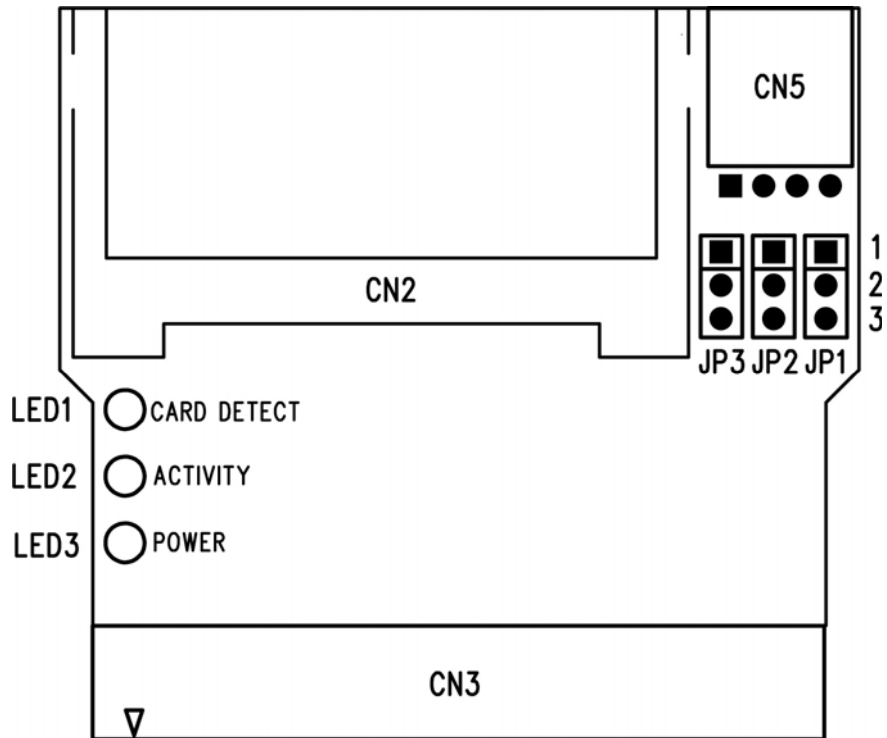 CN5
1
CN2
2
3
JP3 JP2 JP1
LED1 CARD DETECT
LED2 ACTIVITY
LED3 POWER
CN3